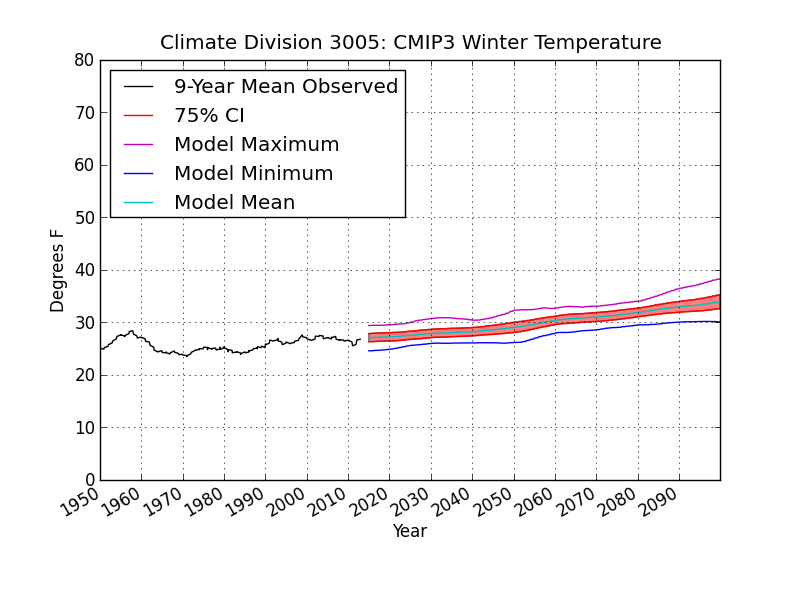 Climate Division 3005: CMIP3 Winter Temperature
80
70
60
50
40
30
20
10
0
Degrees F
9-Year Mean Observed
75% CI
Model Maximum
Model Minimum
Model Mean
1950 1960 1970 1980 1990 2000 2010 2020 2030 2040 2050 2060 2070 2080 2090
Year